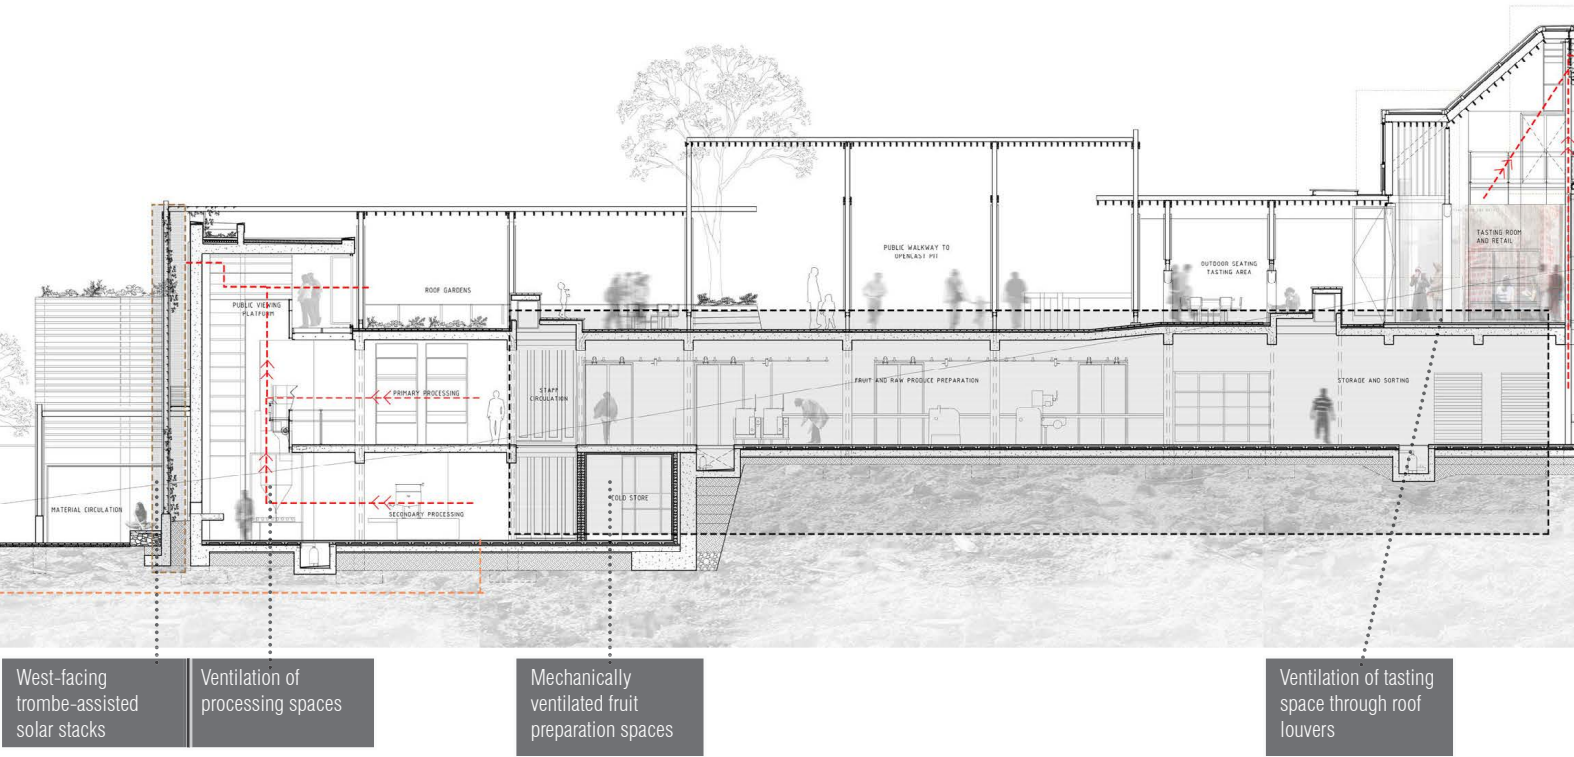 TASTING ROOM
AND RETAIL
PUBLIC WALKWAY TO
OPENCAST PIT
OUTDOOR SEATING
TASTING AREA
ROOF GARDENS
PUBLIC VIEWING
PLATFORM
PRIMARY PROCESSING
STAFF
CIRCULATION
FRUIT AND RAW PRODUCE PREPARATION
STORAGE AND SORTING
MATERIAL CIRCULATION
SECONDARY PROCESSING
COLD STORE
West-facing
trombe-assisted
solar stacks
Ventilation of
processing spaces
Mechanically
ventilated fruit
preparation spaces
Ventilation of tasting
space through roof
louvers